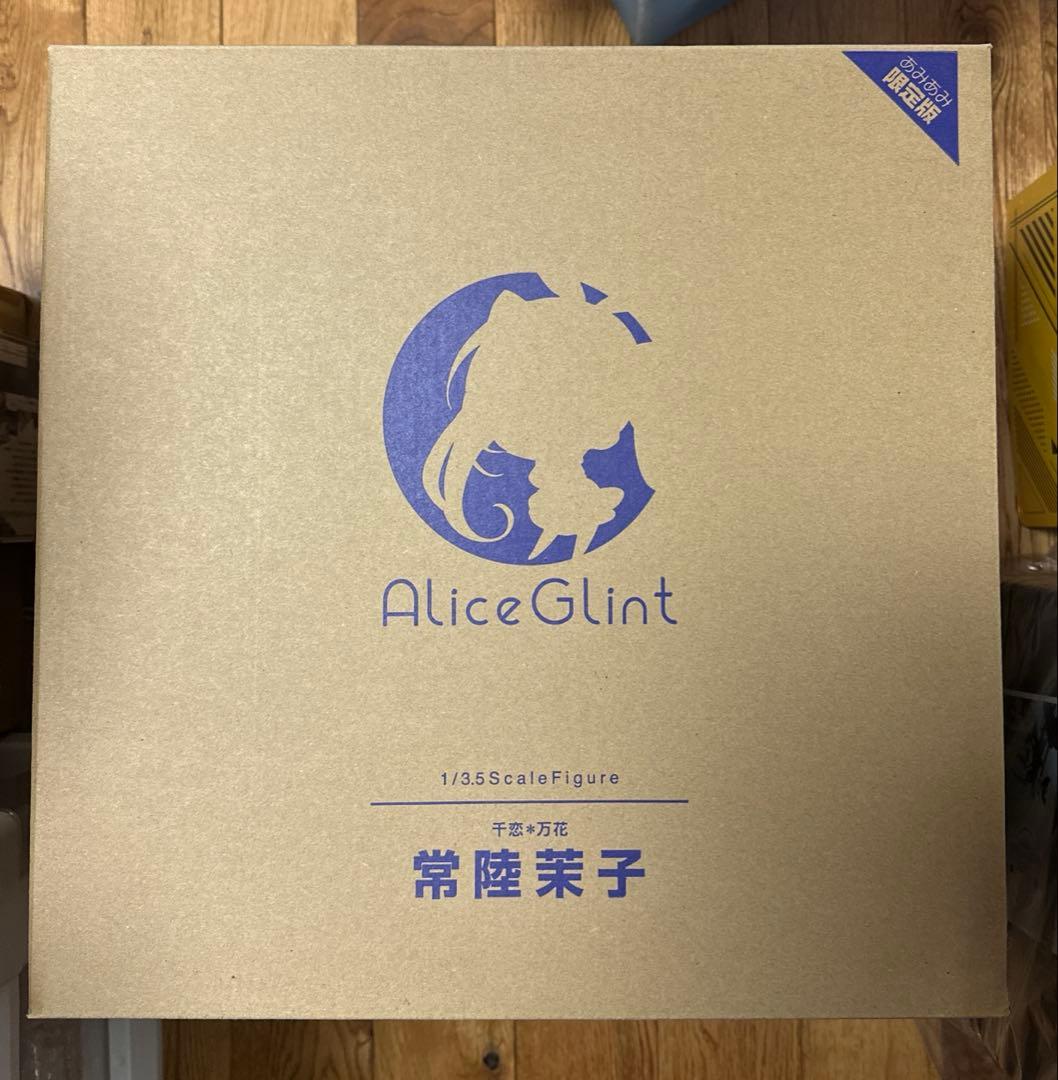 あみあみ
限定版
AliceGlint
1/3.5ScaleFigure
千恋*万花
常陸茉子